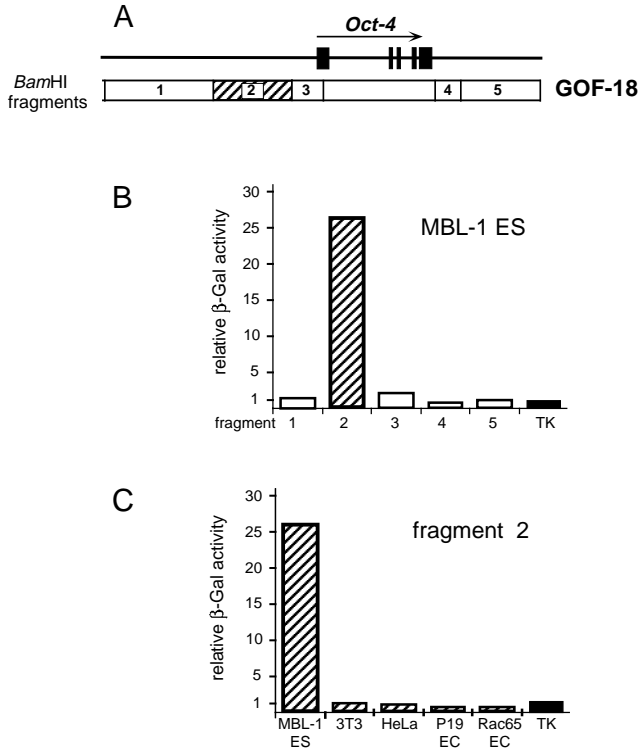 A
Oct-4
BamHI
fragments
1 2 3 4 5
GOF-18
B
MBL-1 ES
relative β-Gal activity
30
25
20
15
10
5
1
fragment 1 2 3 4 5 TK
C
fragment 2
relative β-Gal activity
30
25
20
15
10
5
1
MBL-1 3T3 HeLa P19 Rac65 TK
ES EC EC